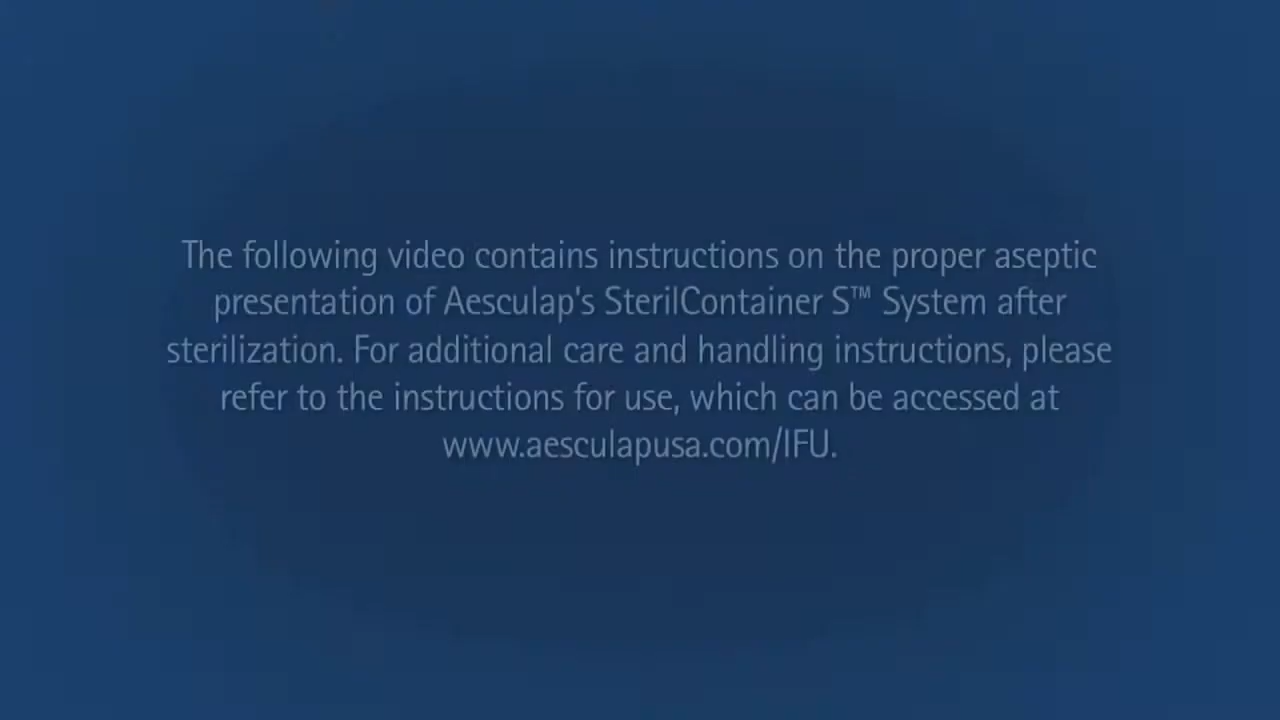 The following video contains instructions on the proper aseptic
presentation of Aesculap's SterilContainer S™ System after
sterilization. For additional care and handling instructions, please
refer to the instructions for use, which can be accessed at
www.aesculapusa.com/IFU.